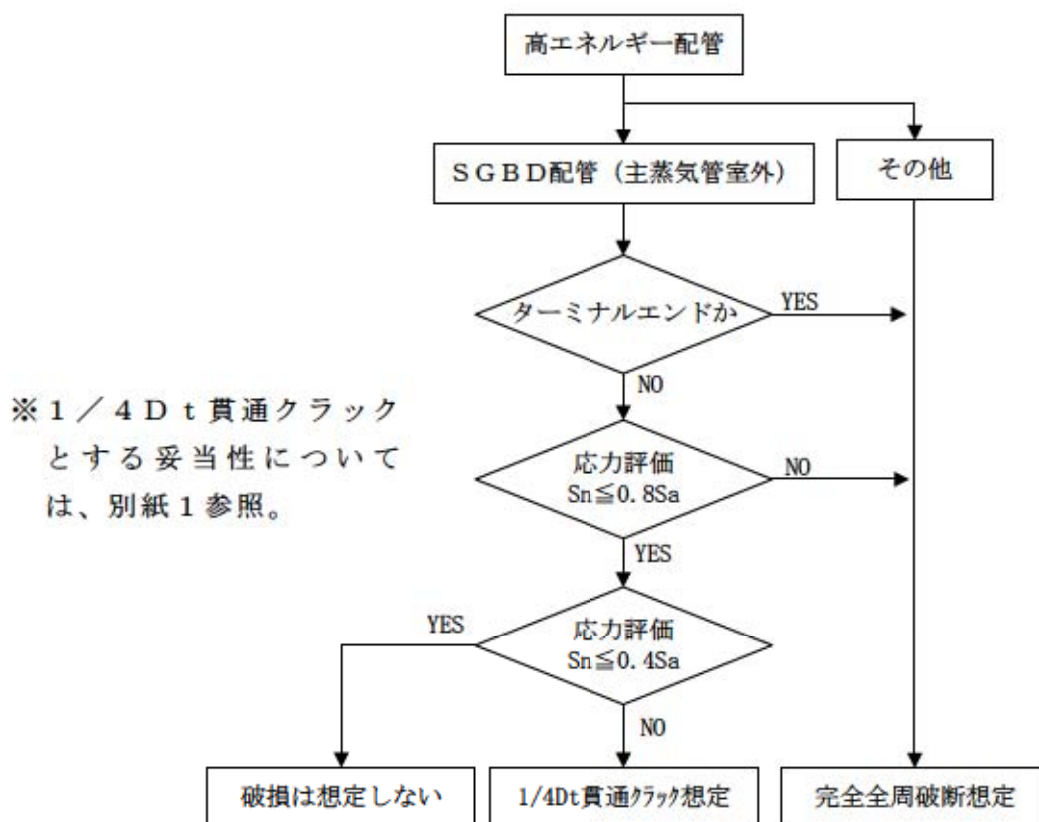 高エネルギー配管
ＳＧＢＤ配管（主蒸気管室外）
その他
ターミナルエンドか
YES
NO
※１／４Ｄｔ貫通クラック
とする妥当性について
は、別紙１参照。
応力評価
Sn≦0.8Sa
NO
YES
応力評価
Sn≦0.4Sa
YES
NO
破損は想定しない
1/4Dt貫通ｸﾗｯｸ想定
完全全周破断想定